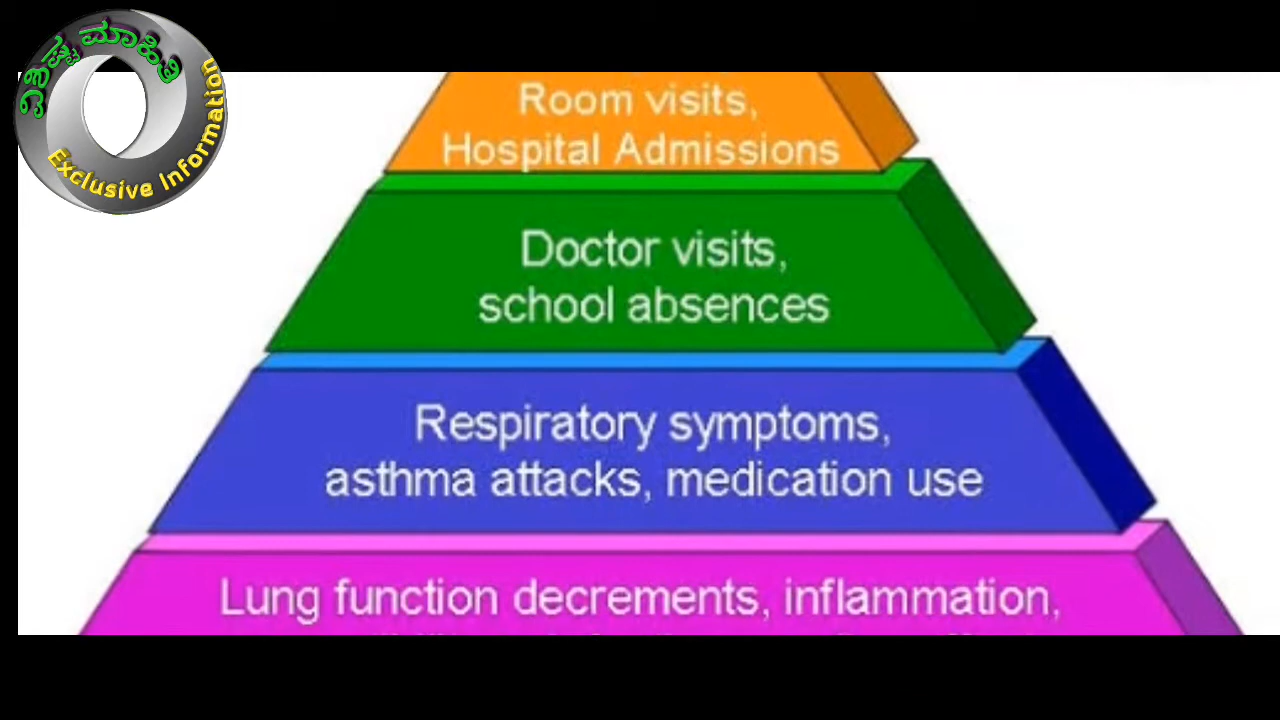 ವಿಶಿಷ್ಟ ಮಾಹಿತಿ
Exclusive Information
Room visits,
Hospital Admissions
Doctor visits,
school absences
Respiratory symptoms,
asthma attacks, medication use
Lung function decrements, inflammation,